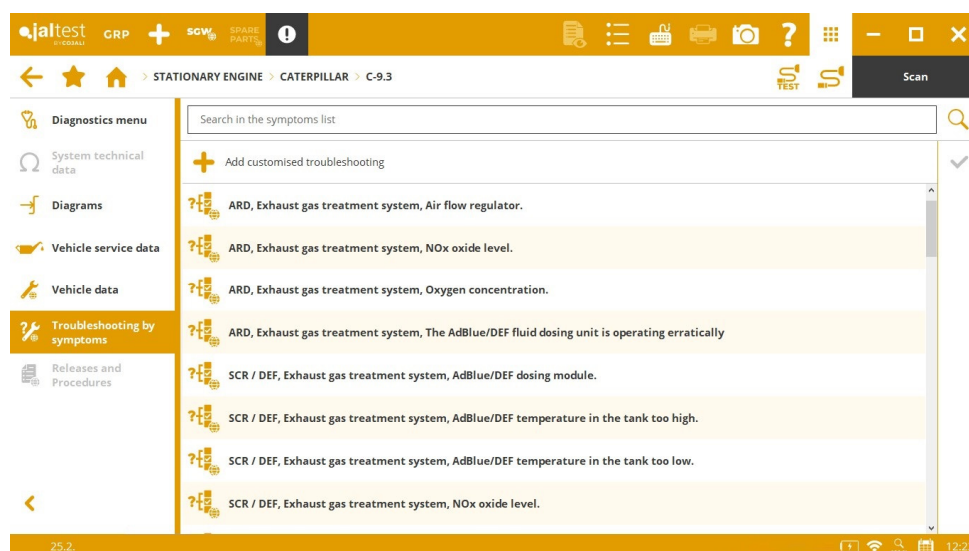 jaltest GRP SGW SPARE PARTS
BY COJALI
> STATIONARY ENGINE > CATERPILLAR > C-9.3
TEST
Scan
Diagnostics menu
System technical
data
Diagrams
Vehicle service data
Vehicle data
Troubleshooting by
symptoms
Releases and
Procedures
Search in the symptoms list
Add customised troubleshooting
ARD, Exhaust gas treatment system, Air flow regulator.
ARD, Exhaust gas treatment system, NOx oxide level.
ARD, Exhaust gas treatment system, Oxygen concentration.
ARD, Exhaust gas treatment system, The AdBlue/DEF fluid dosing unit is operating erratically
SCR / DEF, Exhaust gas treatment system, AdBlue/DEF dosing module.
SCR / DEF, Exhaust gas treatment system, AdBlue/DEF temperature in the tank too high.
SCR / DEF, Exhaust gas treatment system, AdBlue/DEF temperature in the tank too low.
SCR / DEF, Exhaust gas treatment system, NOx oxide level.
25.2.